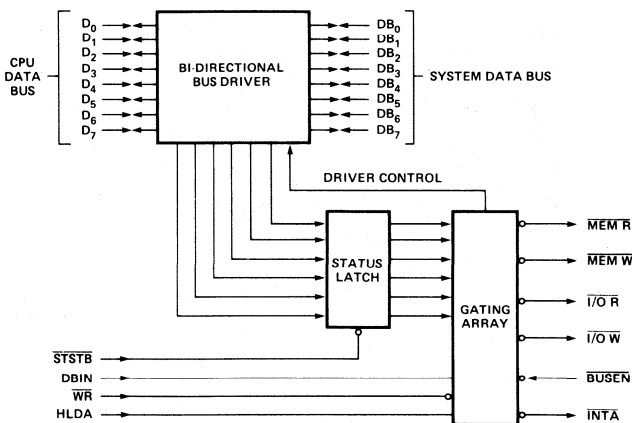 CPU
DATA
BUS
D0
D1
D2
D3
D4
D5
D6
D7
BI-DIRECTIONAL
BUS DRIVER
DB0
DB1
DB2
DB3
DB4
DB5
DB6
DB7
SYSTEM DATA BUS
DRIVER CONTROL
STATUS
LATCH
GATING
ARRAY
MEM R
MEM W
I/O R
I/O W
BUSEN
INTA
STSTB
DBIN
WR
HLDA